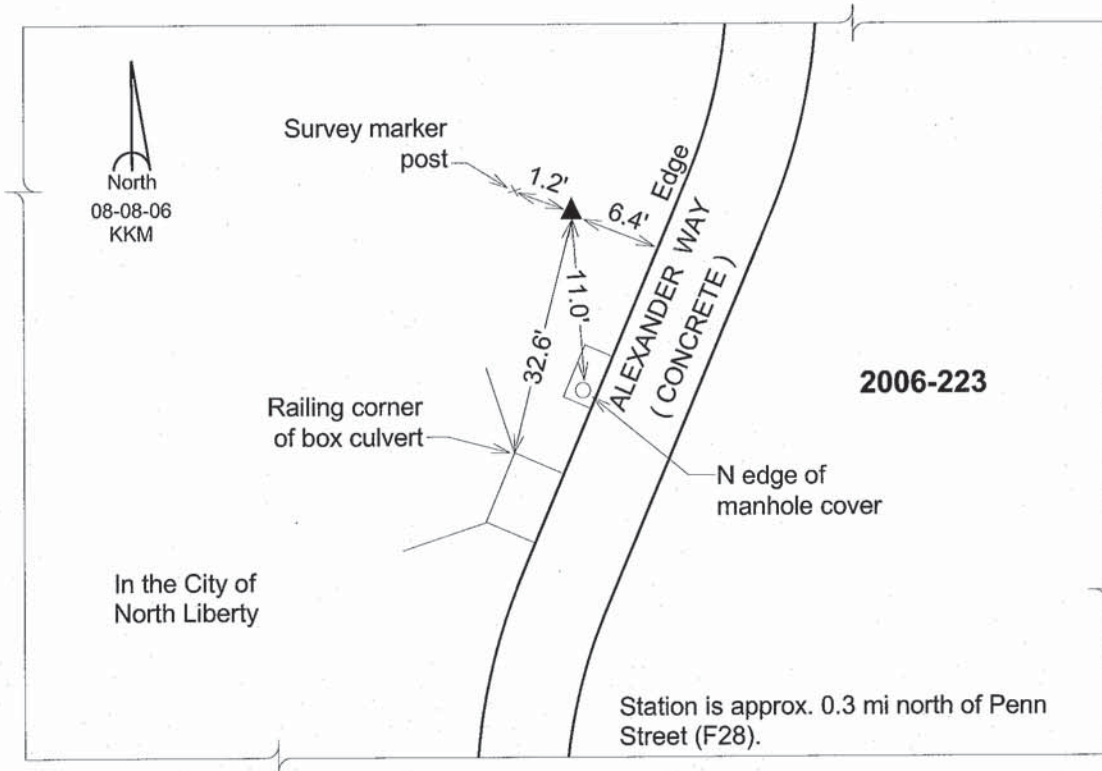 Survey marker
post
1.2'
North
08-08-06
KKM
Edge
6.4'
11.0'
32.6'
ALEXANDER WAY
( CONCRETE )
2006-223
Railing corner
of box culvert
N edge of
manhole cover
In the City of
North Liberty
Station is approx. 0.3 mi north of Penn
Street (F28).